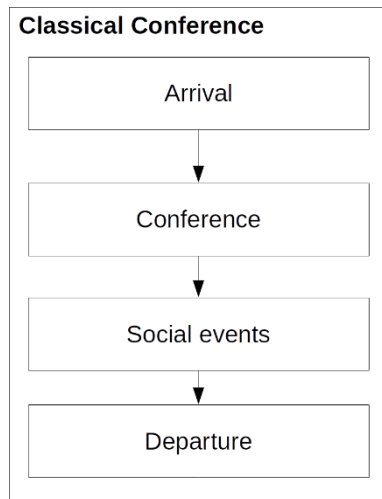 Classical Conference
Arrival
Conference
Social events
Departure